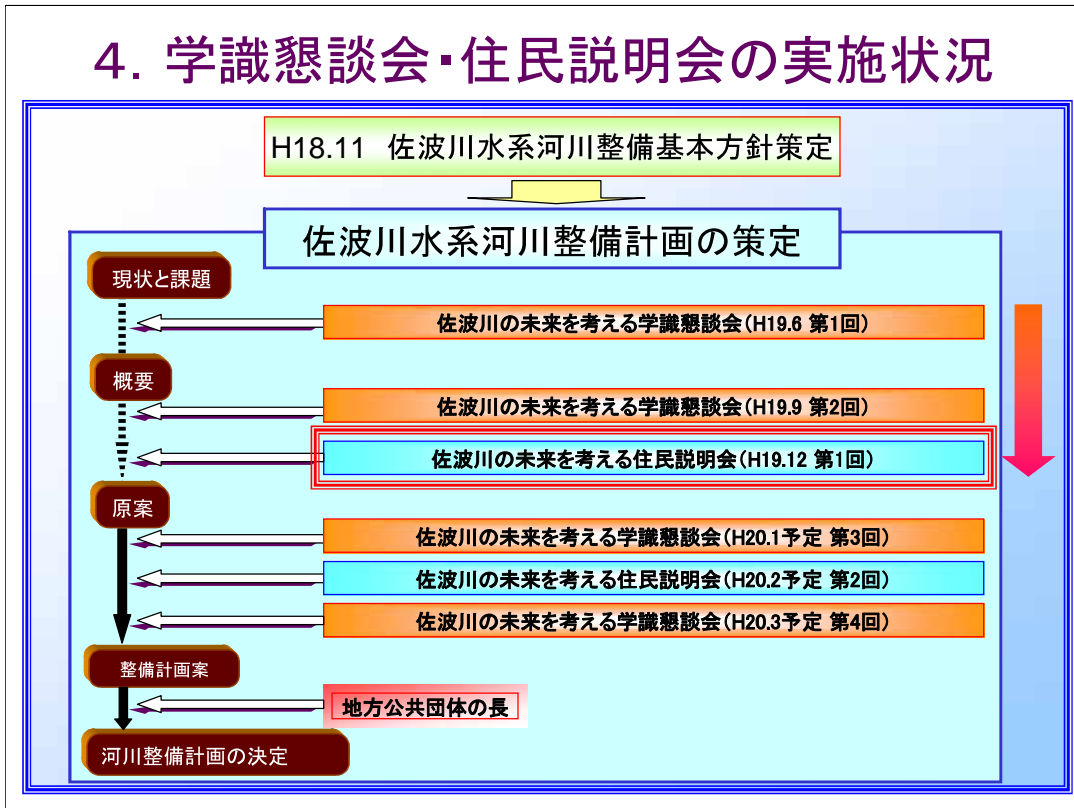 4．学識懇談会・住民説明会の実施状況
H18.11 佐波川水系河川整備基本方針策定
佐波川水系河川整備計画の策定
現状と課題
佐波川の未来を考える学識懇談会(H19.6 第1回)
概要
佐波川の未来を考える学識懇談会(H19.9 第2回)
佐波川の未来を考える住民説明会(H19.12 第1回)
原案
佐波川の未来を考える学識懇談会(H20.1予定 第3回)
佐波川の未来を考える住民説明会(H20.2予定 第2回)
佐波川の未来を考える学識懇談会(H20.3予定 第4回)
整備計画案
地方公共団体の長
河川整備計画の決定